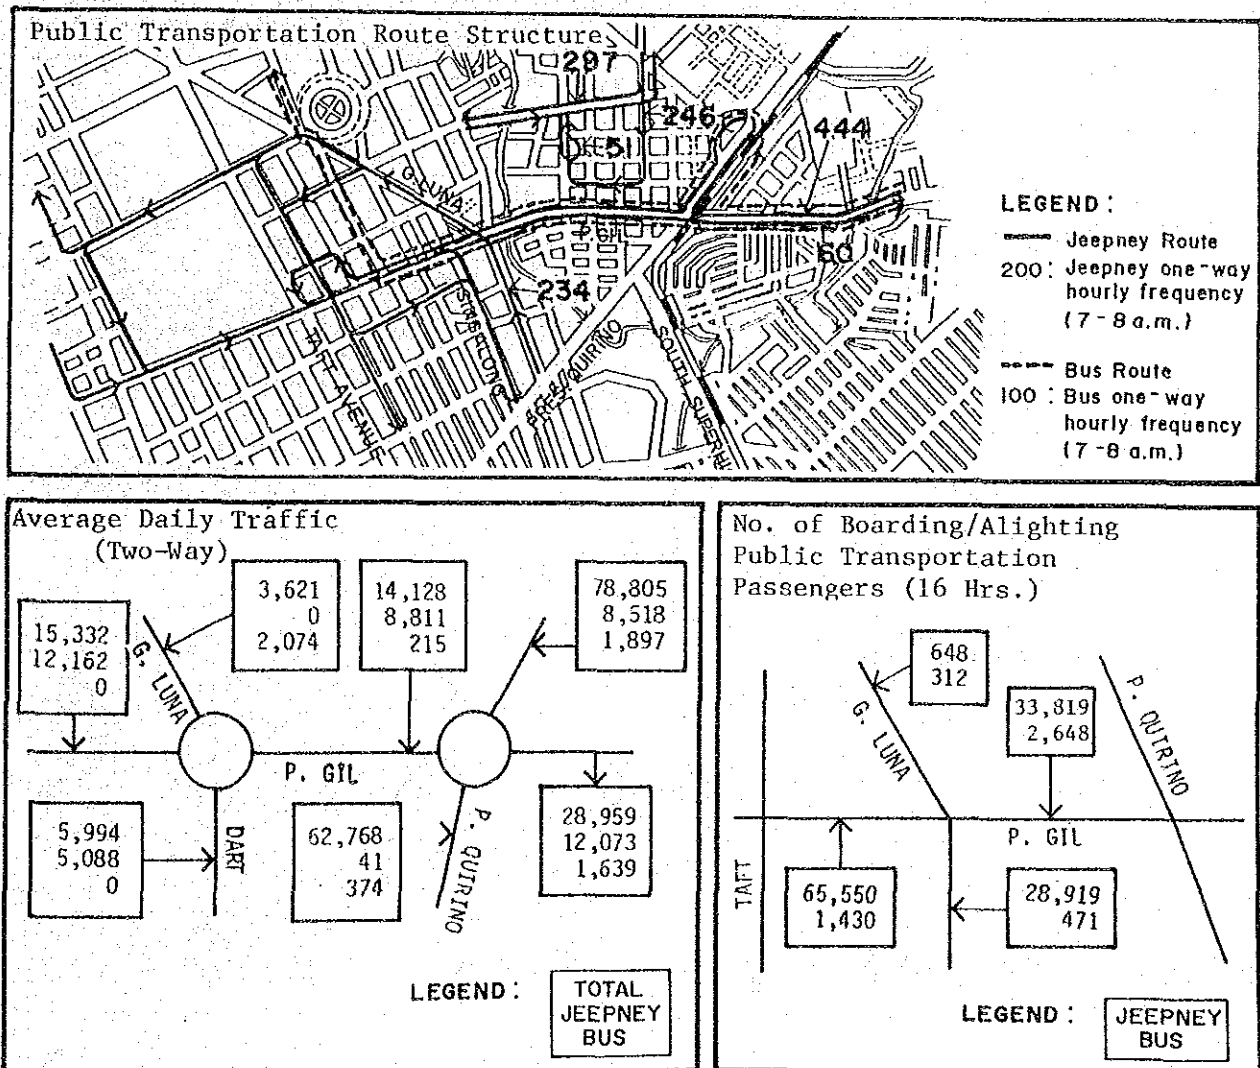 Public Transportation Route Structure
297
246
444
51
G. LUNA
P. GIL
60
234
SINGALONG
TAFT AVENUE
PRES. QUIRINO
SOUTH SUPERHI
LEGEND :
Jeepney Route
200 : Jeepney one-way
hourly frequency
(7-8 a.m.)
Bus Route
100 : Bus one-way
hourly frequency
(7-8 a.m.)
Average Daily Traffic
(Two-Way)
15,332
12,162
0
G. LUNA
3,621
0
2,074
14,128
8,811
215
78,805
8,518
1,897
P. GIL
5,994
5,088
0
DART
62,768
41
374
P. QUIRINO
28,959
12,073
1,639
LEGEND :
TOTAL
JEEPNEY
BUS
No. of Boarding/Alighting
Public Transportation
Passengers (16 Hrs.)
648
312
G. LUNA
33,819
2,648
P. QUIRINO
P. GIL
TAFT
65,550
1,430
28,919
471
LEGEND :
JEEPNEY
BUS